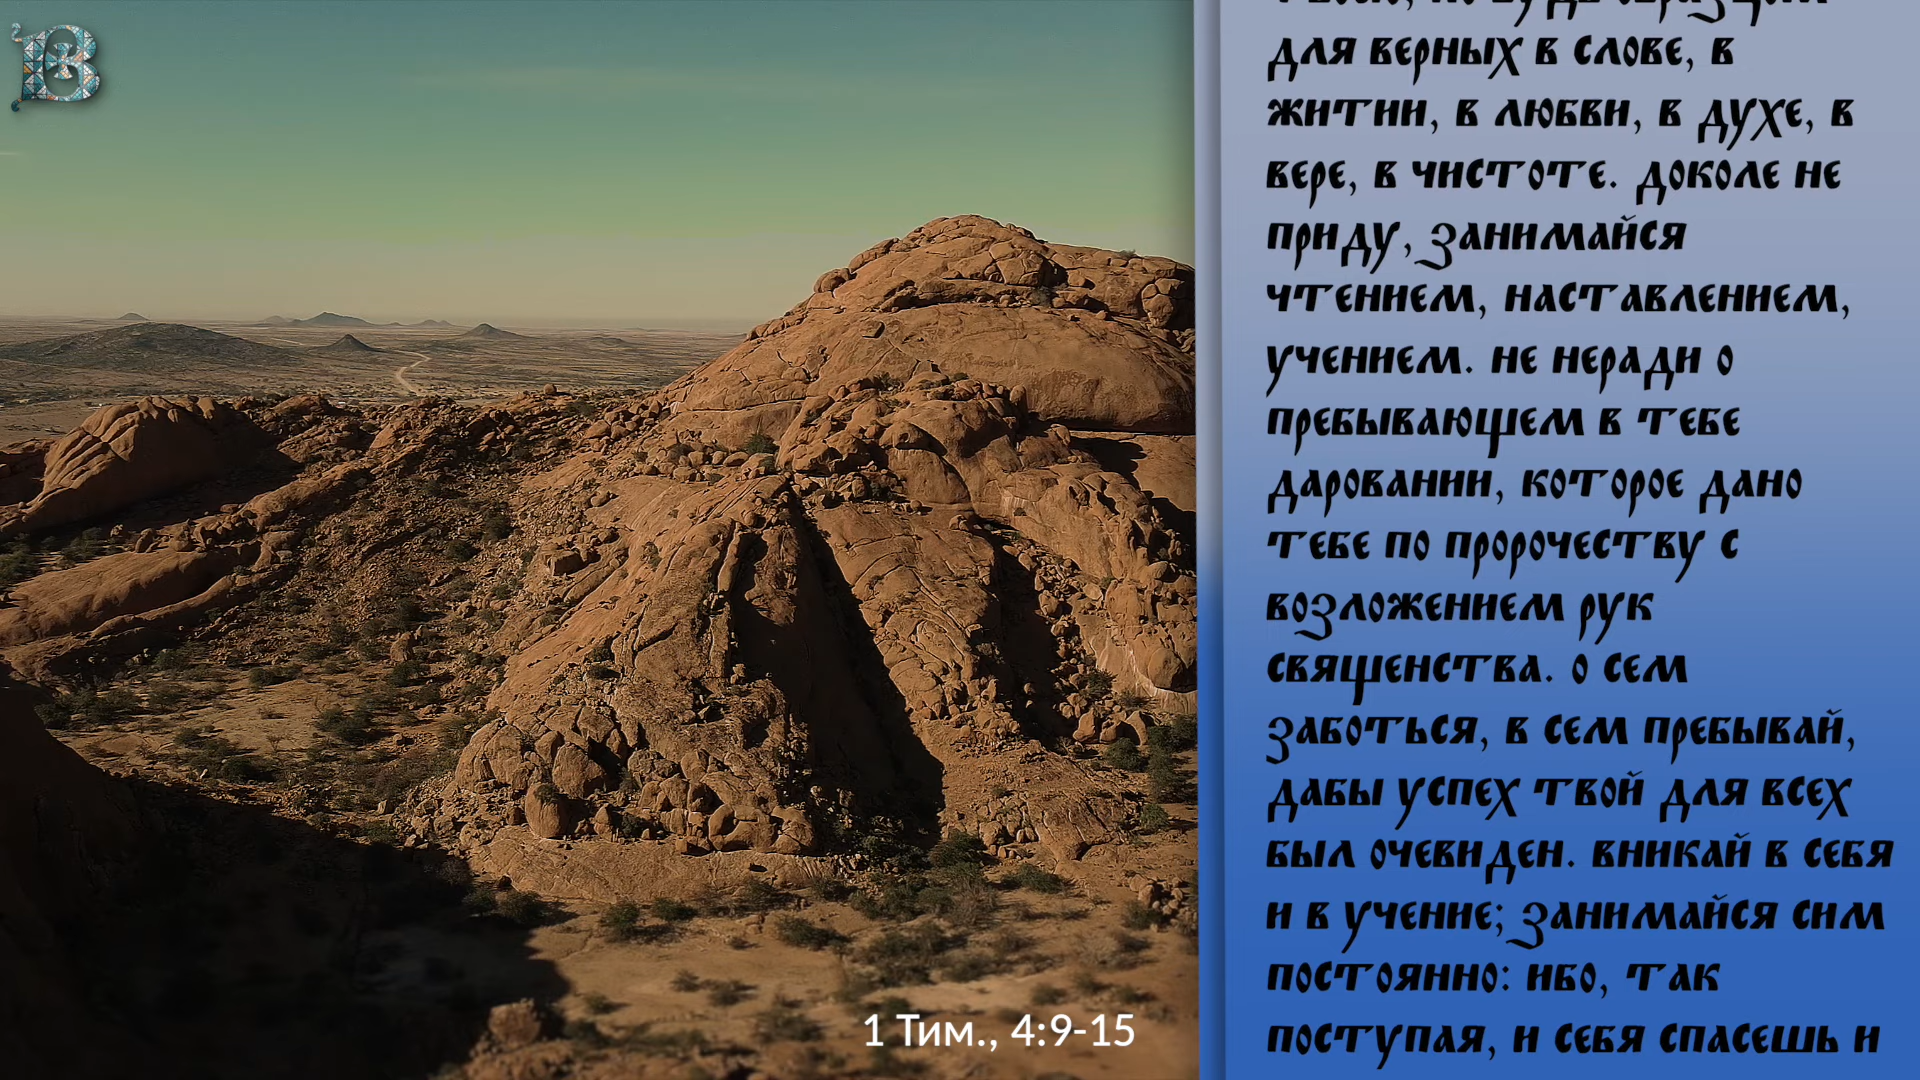 для верных в слове, в
житии, в любви, в духе, в
вере, в чистоте. доколе не
приду, занимайся
чтением, наставлением,
учением. не неради о
пребывающем в тебе
даровании, которое дано
тебе по пророчеству с
возложением рук
священства. о сем
заботься, в сем пребывай,
дабы успех твой для всех
был очевиден. вникай в себя
и в учение; занимайся сим
постоянно: ибо, так
поступая, и себя спасешь и
1 Тим., 4:9-15